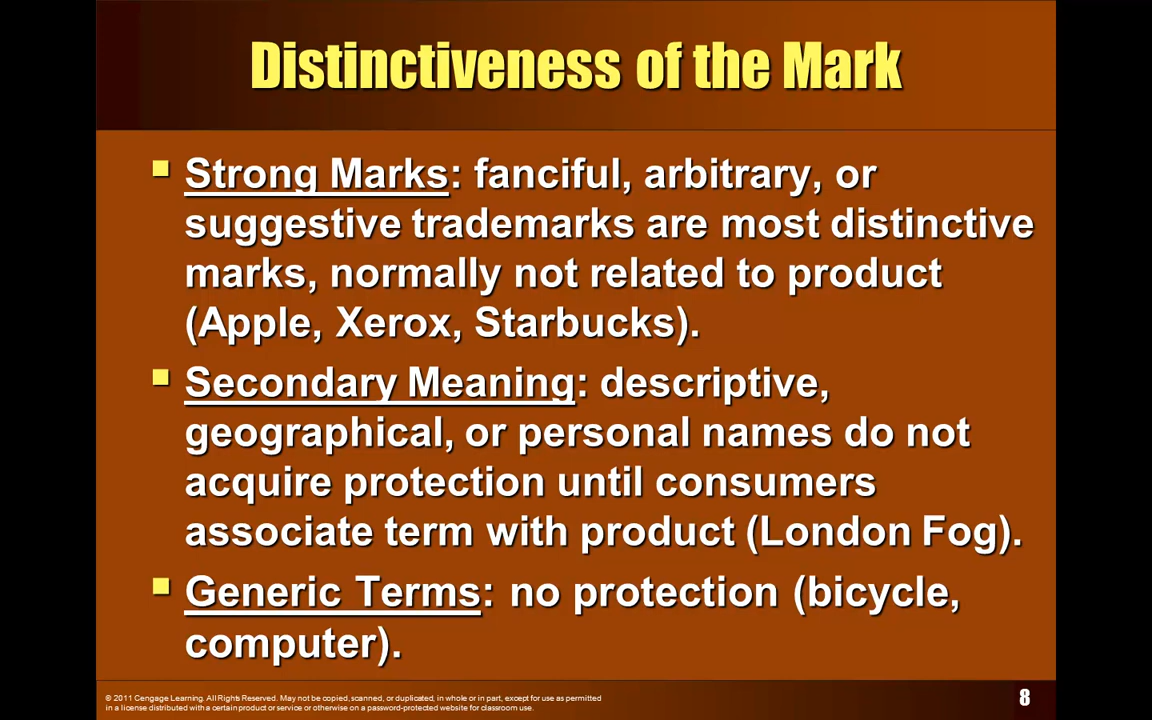 Distinctiveness of the Mark
Strong Marks: fanciful, arbitrary, or
suggestive trademarks are most distinctive
marks, normally not related to product
(Apple, Xerox, Starbucks).
Secondary Meaning: descriptive,
geographical, or personal names do not
acquire protection until consumers
associate term with product (London Fog).
Generic Terms: no protection (bicycle,
computer).
© 2011 Cengage Learning. All Rights Reserved. May not be copied, scanned, or duplicated, in whole or in part, except for use as permitted
in a license distributed with a certain product or service or otherwise on a password-protected website for classroom use.
8